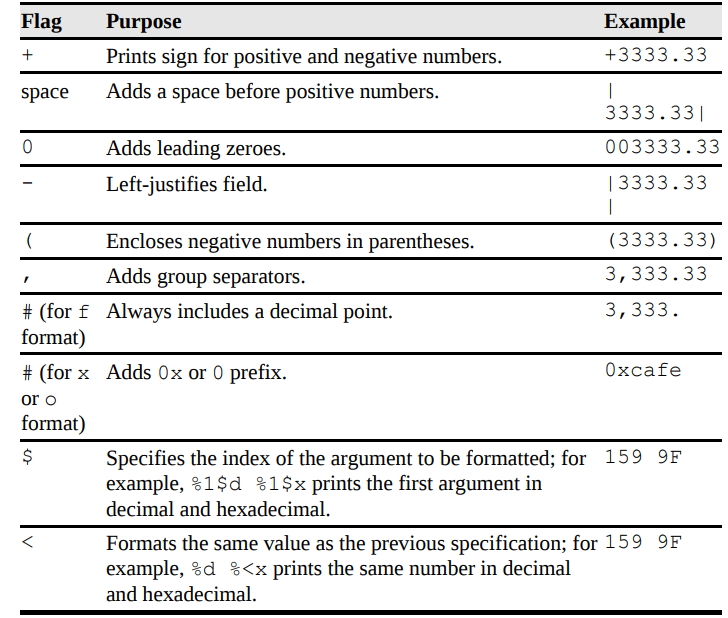 Flag Purpose Example
+ Prints sign for positive and negative numbers. +3333.33
space Adds a space before positive numbers. |
3333.33|
0 Adds leading zeroes. 003333.33
- Left-justifies field. |3333.33
|
( Encloses negative numbers in parentheses. (3333.33)
, Adds group separators. 3,333.33
# (for f Always includes a decimal point. 3,333.
format)
# (for x Adds 0x or 0 prefix. 0xcafe
or o
format)
$ Specifies the index of the argument to be formatted; for 159 9F
example, %1$d %1$x prints the first argument in
decimal and hexadecimal.
< Formats the same value as the previous specification; for 159 9F
example, %d %<x prints the same number in decimal
and hexadecimal.